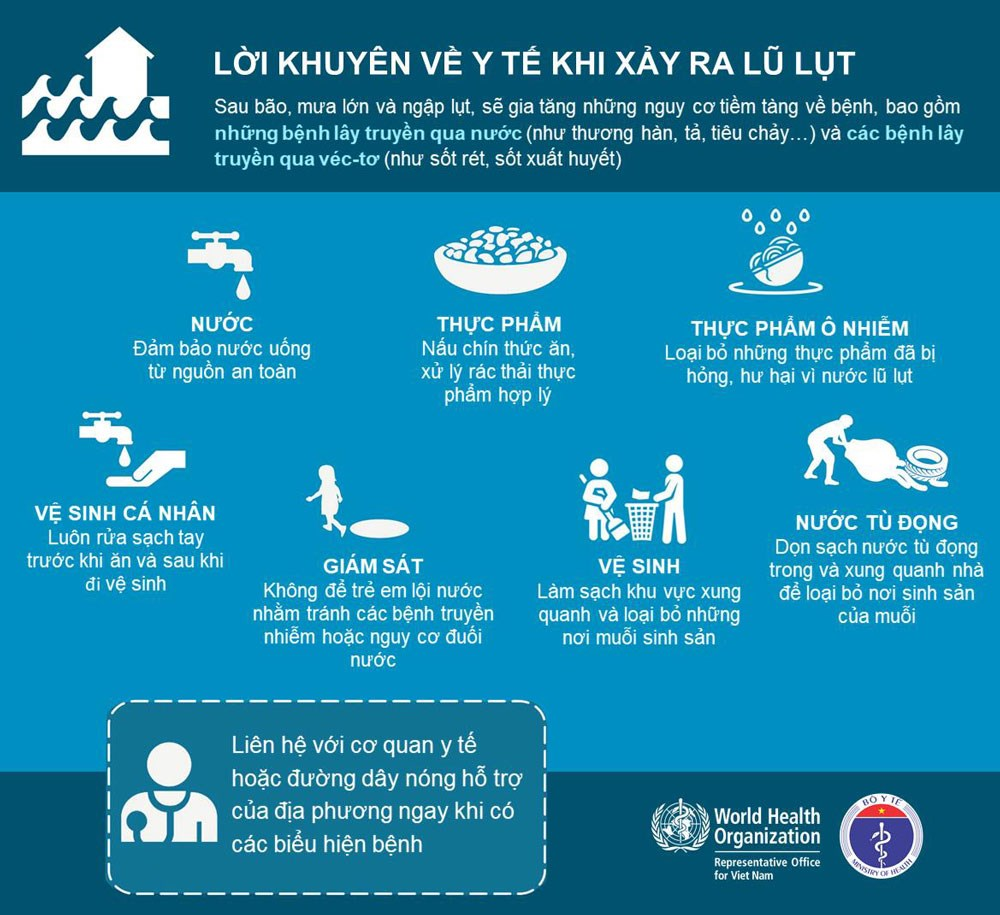 LỜI KHUYÊN VỀ Y TẾ KHI XẢY RA LŨ LỤT
Sau bão, mưa lớn và ngập lụt, sẽ gia tăng những nguy cơ tiềm tàng về bệnh, bao gồm
những bệnh lây truyền qua nước (như thương hàn, tả, tiêu chảy...) và các bệnh lây
truyền qua véc-tơ (như sốt rét, sốt xuất huyết)
NƯỚC
Đảm bảo nước uống
từ nguồn an toàn
THỰC PHẨM
Nấu chín thức ăn,
xử lý rác thải thực
phẩm hợp lý
THỰC PHẨM Ô NHIỄM
Loại bỏ những thực phẩm đã bị
hỏng, hư hại vì nước lũ lụt
VỆ SINH CÁ NHÂN
Luôn rửa sạch tay
trước khi ăn và sau khi
đi vệ sinh
GIÁM SÁT
Không để trẻ em lội nước
nhằm tránh các bệnh truyền
nhiễm hoặc nguy cơ đuối
nước
VỆ SINH
Làm sạch khu vực xung
quanh và loại bỏ những
nơi muỗi sinh sản
NƯỚC TÙ ĐỌNG
Dọn sạch nước tù đọng
trong và xung quanh nhà
để loại bỏ nơi sinh sản
của muỗi
Liên hệ với cơ quan y tế
hoặc đường dây nóng hỗ trợ
của địa phương ngay khi có
các biểu hiện bệnh
World Health
Organization
Representative Office
for Viet Nam
BỘ Y TẾ
MINISTRY OF HEALTH